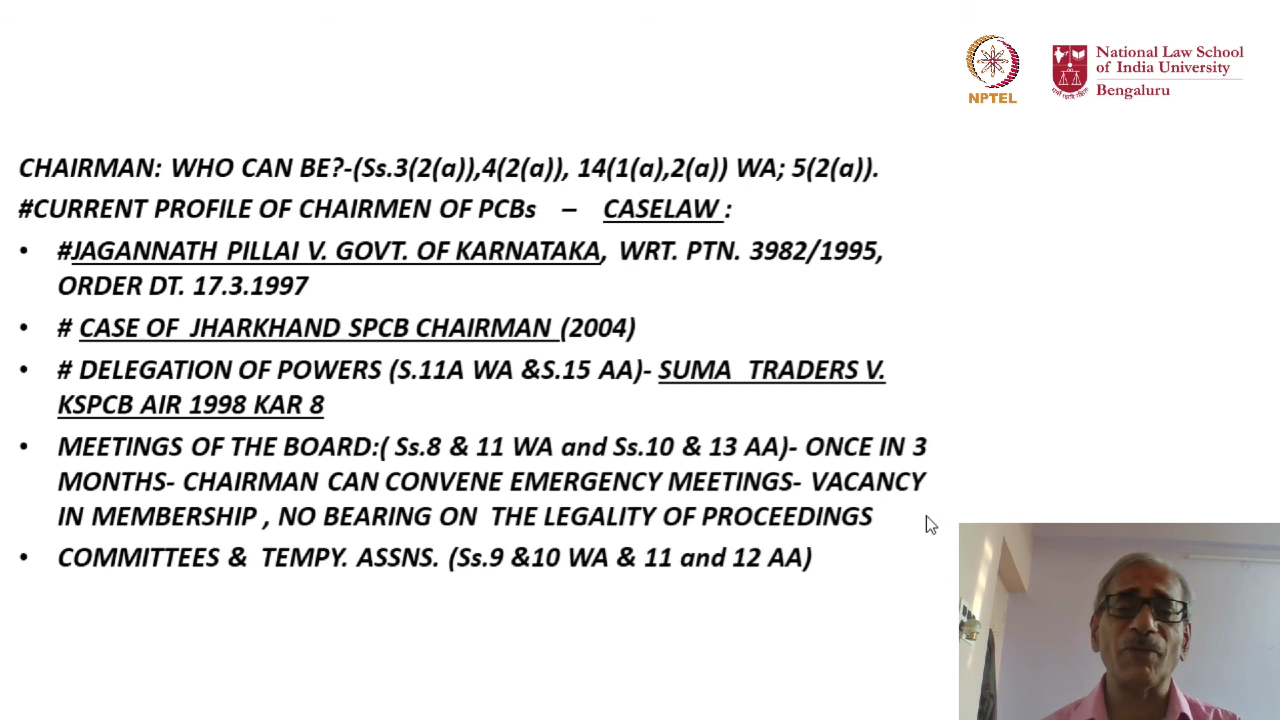 NPTEL
National Law School
of India University
Bengaluru
CHAIRMAN: WHO CAN BE?-(Ss.3(2(a)),4(2(a)), 14(1(a),2(a)) WA; 5(2(a)).
#CURRENT PROFILE OF CHAIRMEN OF PCBs – CASELAW :
• #JAGANNATH PILLAI V. GOVT. OF KARNATAKA, WRT. PTN. 3982/1995,
ORDER DT. 17.3.1997
• # CASE OF JHARKHAND SPCB CHAIRMAN (2004)
• # DELEGATION OF POWERS (S.11A WA &S.15 AA)- SUMA TRADERS V.
KSPCB AIR 1998 KAR 8
• MEETINGS OF THE BOARD:( Ss.8 & 11 WA and Ss.10 & 13 AA)- ONCE IN 3
MONTHS- CHAIRMAN CAN CONVENE EMERGENCY MEETINGS- VACANCY
IN MEMBERSHIP , NO BEARING ON THE LEGALITY OF PROCEEDINGS
• COMMITTEES & TEMPY. ASSNS. (Ss.9 &10 WA & 11 and 12 AA)